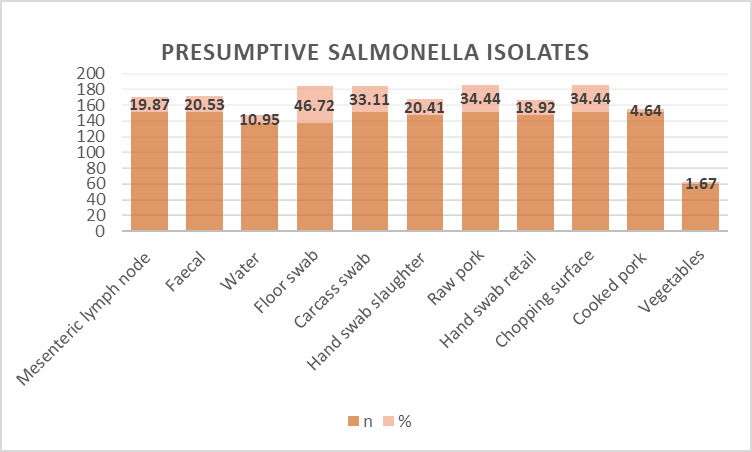 PRESUMPTIVE SALMONELLA ISOLATES
200
180
160
140
120
100
80
60
40
20
0
19.87
20.53
10.95
46.72
33.11
20.41
34.44
18.92
34.44
4.64
1.67
Mesenteric lymph node
Faecal
Water
Floor swab
Carcass swab
Hand swab slaughter
Raw pork
Hand swab retail
Chopping surface
Cooked pork
Vegetables
n
%